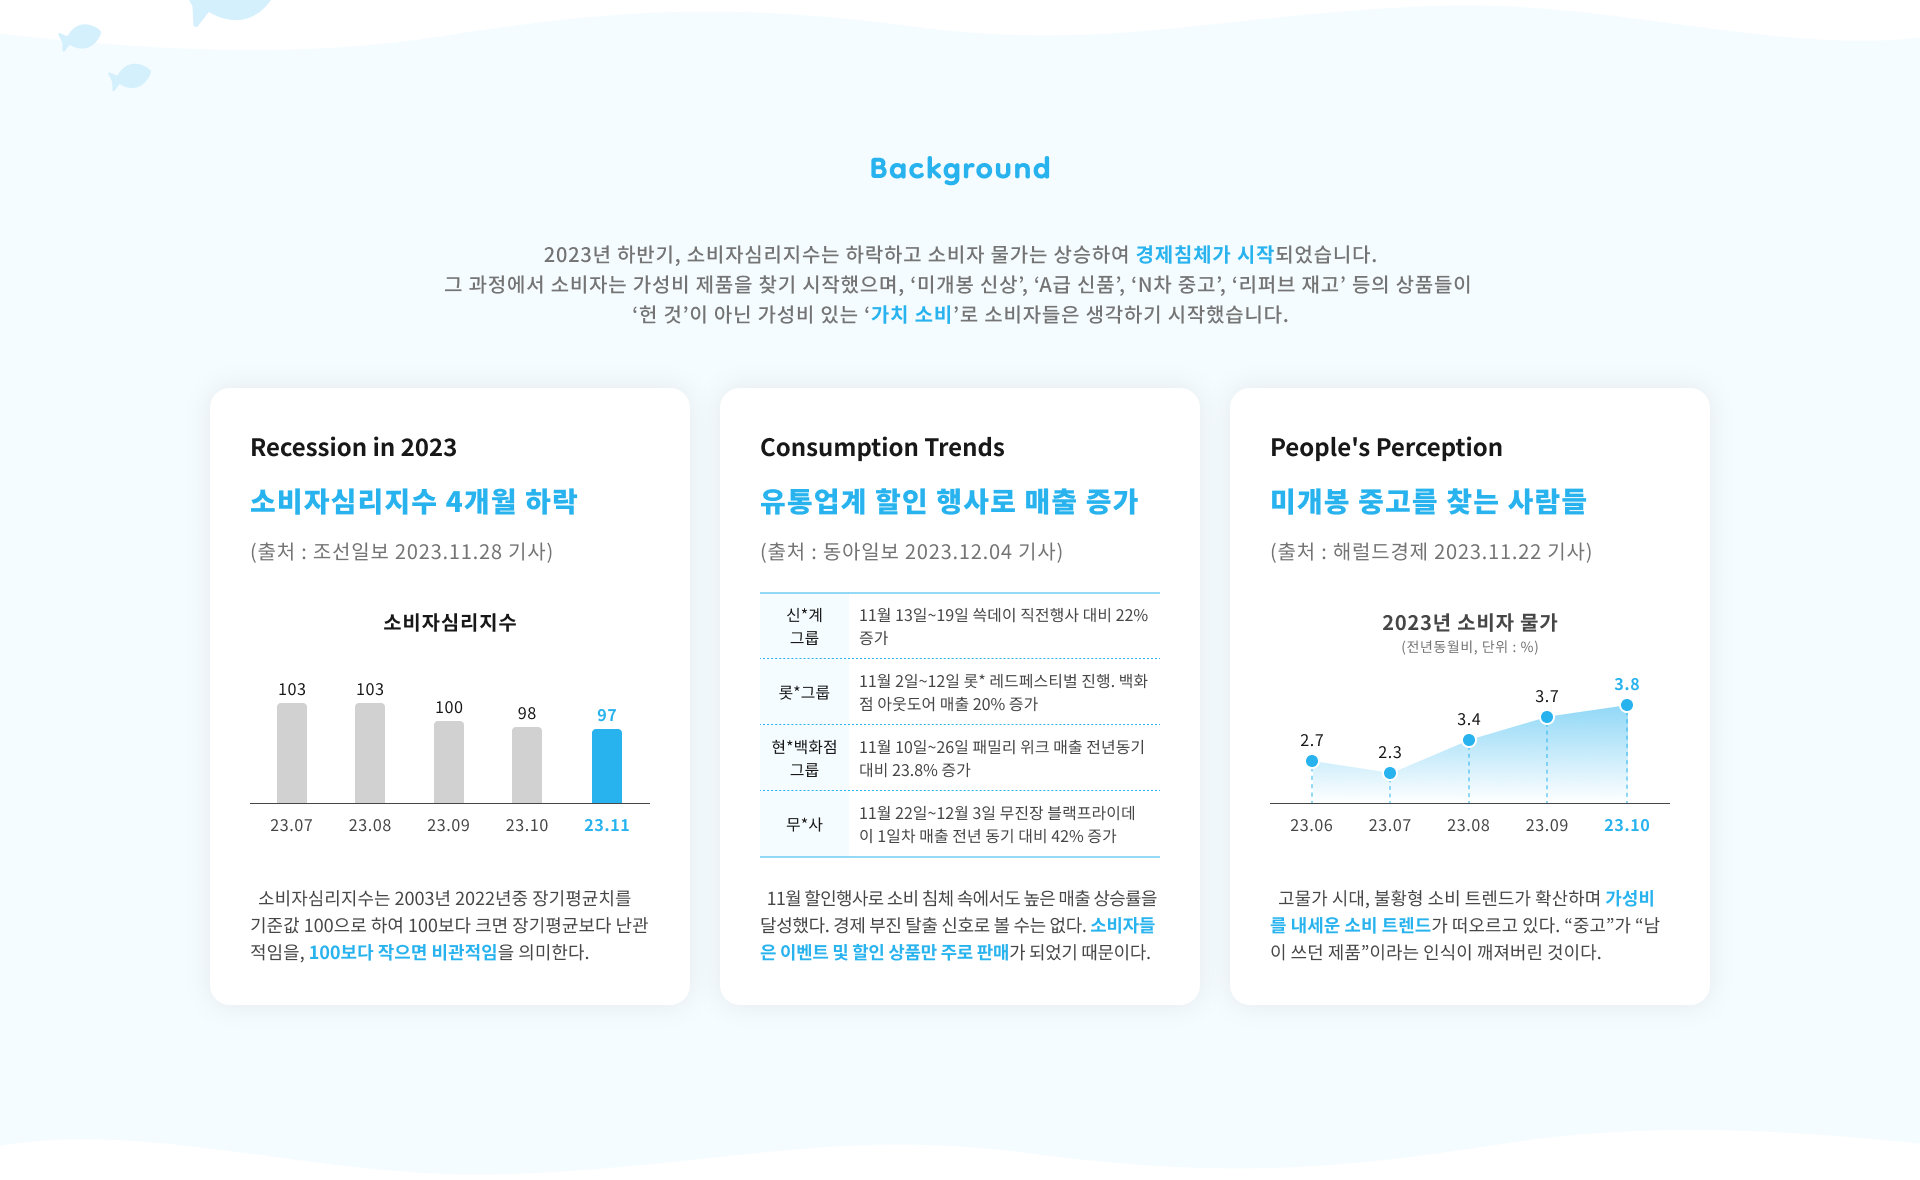 Background
2023년 하반기, 소비자심리지수는 하락하고 소비자 물가는 상승하여 경제침체가 시작되었습니다.
그 과정에서 소비자는 가성비 제품을 찾기 시작했으며, ‘미개봉 신상’, ‘A급 신품’, ‘N차 중고’, ‘리퍼브 재고’ 등의 상품들이
‘헌 것’이 아닌 가성비 있는 ‘가치 소비’로 소비자들은 생각하기 시작했습니다.
Recession in 2023
소비자심리지수 4개월 하락
(출처 : 조선일보 2023.11.28 기사)
소비자심리지수
103
103
100
98
97
23.07
23.08
23.09
23.10
23.11
소비자심리지수는 2003년 2022년중 장기평균치를
기준값 100으로 하여 100보다 크면 장기평균보다 난관
적임을, 100보다 작으면 비관적임을 의미한다.
Consumption Trends
유통업계 할인 행사로 매출 증가
(출처 : 동아일보 2023.12.04 기사)
신*계
그룹
11월 13일~19일 쓱데이 직전행사 대비 22%
증가
롯*그룹
11월 2일~12일 롯* 레드페스티벌 진행. 백화
점 아웃도어 매출 20% 증가
현*백화점
그룹
11월 10일~26일 패밀리 위크 매출 전년동기
대비 23.8% 증가
무*사
11월 22일~12월 3일 무진장 블랙프라이데
이 1일차 매출 전년 동기 대비 42% 증가
11월 할인행사로 소비 침체 속에서도 높은 매출 상승률을
달성했다. 경제 부진 탈출 신호로 볼 수는 없다. 소비자들
은 이벤트 및 할인 상품만 주로 판매가 되었기 때문이다.
People's Perception
미개봉 중고를 찾는 사람들
(출처 : 해럴드경제 2023.11.22 기사)
2023년 소비자 물가
(전년동월비, 단위 : %)
2.7
2.3
3.4
3.7
3.8
23.06
23.07
23.08
23.09
23.10
고물가 시대, 불황형 소비 트렌드가 확산하며 가성비
를 내세운 소비 트렌드가 떠오르고 있다. “중고”가 “남
이 쓰던 제품”이라는 인식이 깨져버린 것이다.